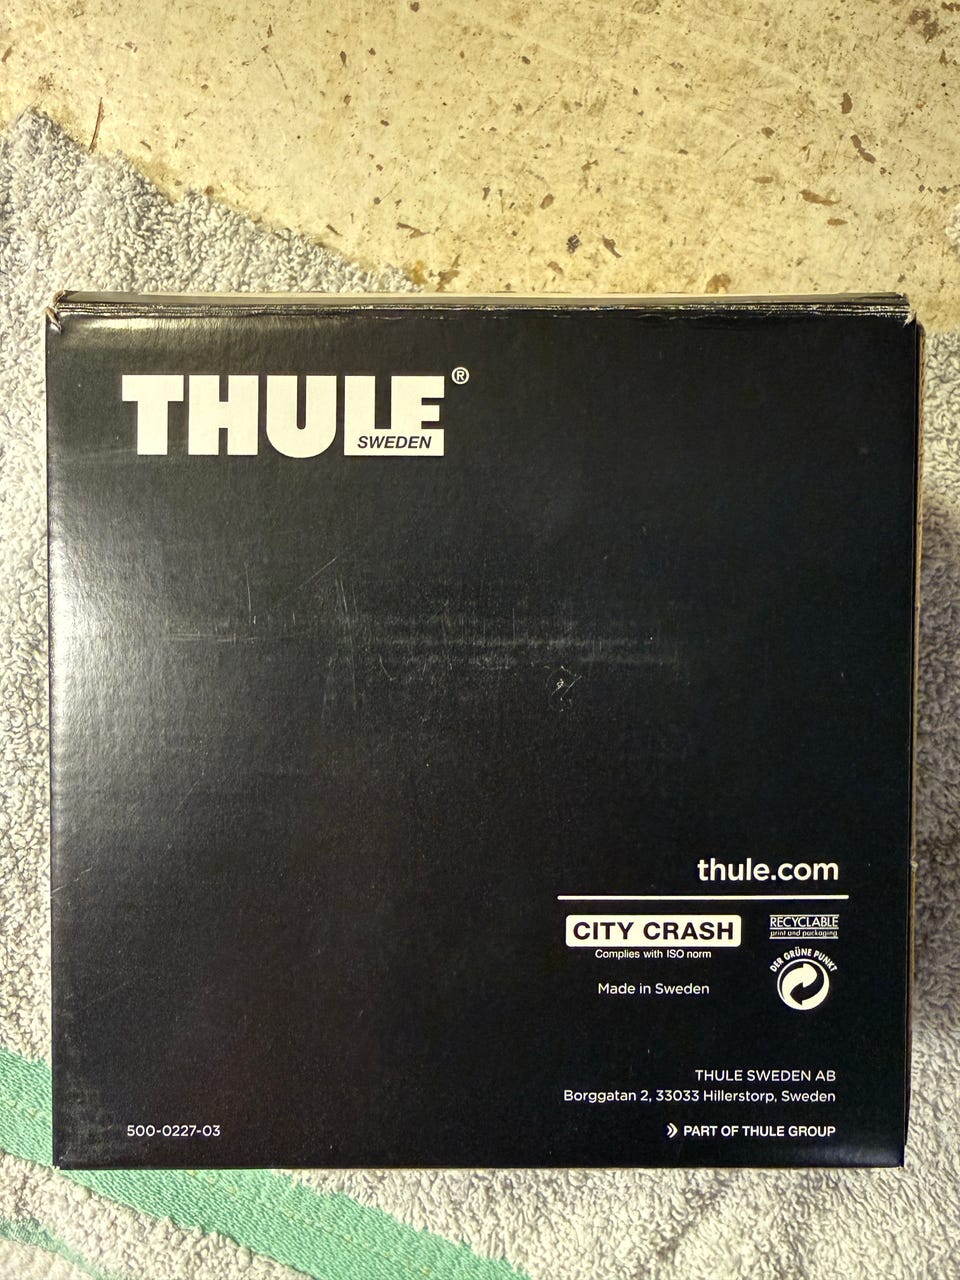 THULE®
SWEDEN
thule.com
CITY CRASH
Complies with ISO norm
RECYCLABLE
print and packaging
DER GRÜNE PUNKT
Made in Sweden
THULE SWEDEN AB
Borggatan 2, 33033 Hillerstorp, Sweden
500-0227-03
PART OF THULE GROUP